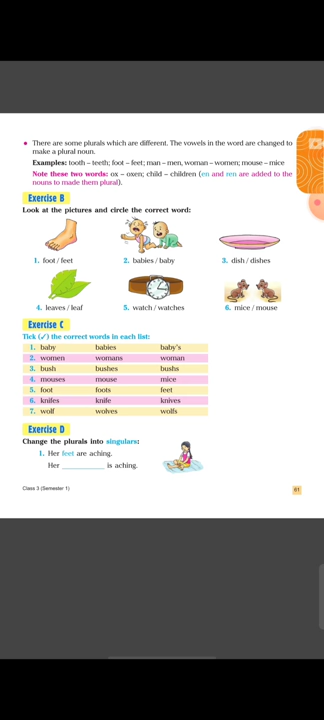 • There are some plurals which are different. The vowels in the word are changed to
make a plural noun.
Examples: tooth – teeth; foot – feet; man – men, woman – women; mouse – mice
Note these two words: ox – oxen; child – children (en and ren are added to the
nouns to made them plural).
Exercise B
Look at the pictures and circle the correct word:
1. foot / feet 2. babies / baby 3. dish / dishes
4. leaves / leaf 5. watch / watches 6. mice / mouse
Exercise C
Tick (✓) the correct words in each list:
1. baby babies baby's
2. women womans woman
3. bush bushes bushs
4. mouses mouse mice
5. foot foots feet
6. knifes knife knives
7. wolf wolves wolfs
Exercise D
Change the plurals into singulars:
1. Her feet are aching.
Her ____________ is aching.
Class 3 (Semester 1) 61